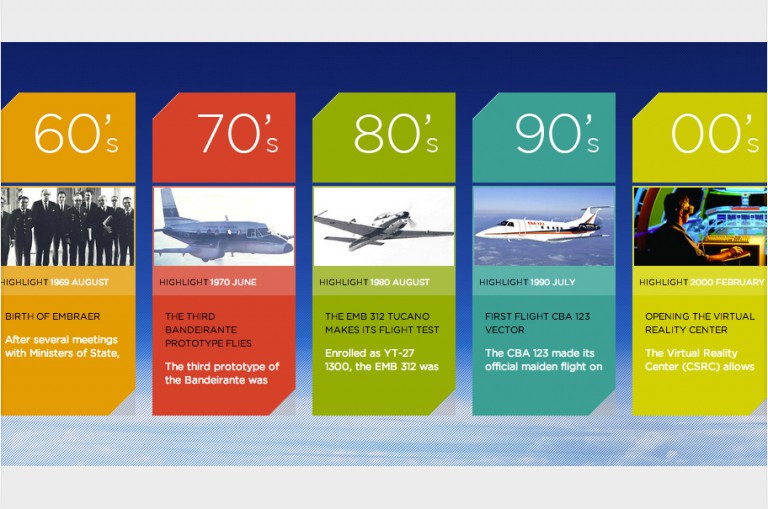 60's
HIGHLIGHT 1969 AUGUST
BIRTH OF EMBRAER
After several meetings
with Ministers of State,
70's
HIGHLIGHT 1970 JUNE
THE THIRD
BANDEIRANTE
PROTOTYPE FLIES
The third prototype of
the Bandeirante was
80's
HIGHLIGHT 1980 AUGUST
THE EMB 312 TUCANO
MAKES ITS FLIGHT TEST
Enrolled as YT-27
1300, the EMB 312 was
90's
HIGHLIGHT 1990 JULY
FIRST FLIGHT CBA 123
VECTOR
The CBA 123 made its
official maiden flight on
00's
HIGHLIGHT 2000 FEBRUARY
OPENING THE VIRTUAL
REALITY CENTER
The Virtual Reality
Center (CSRC) allows